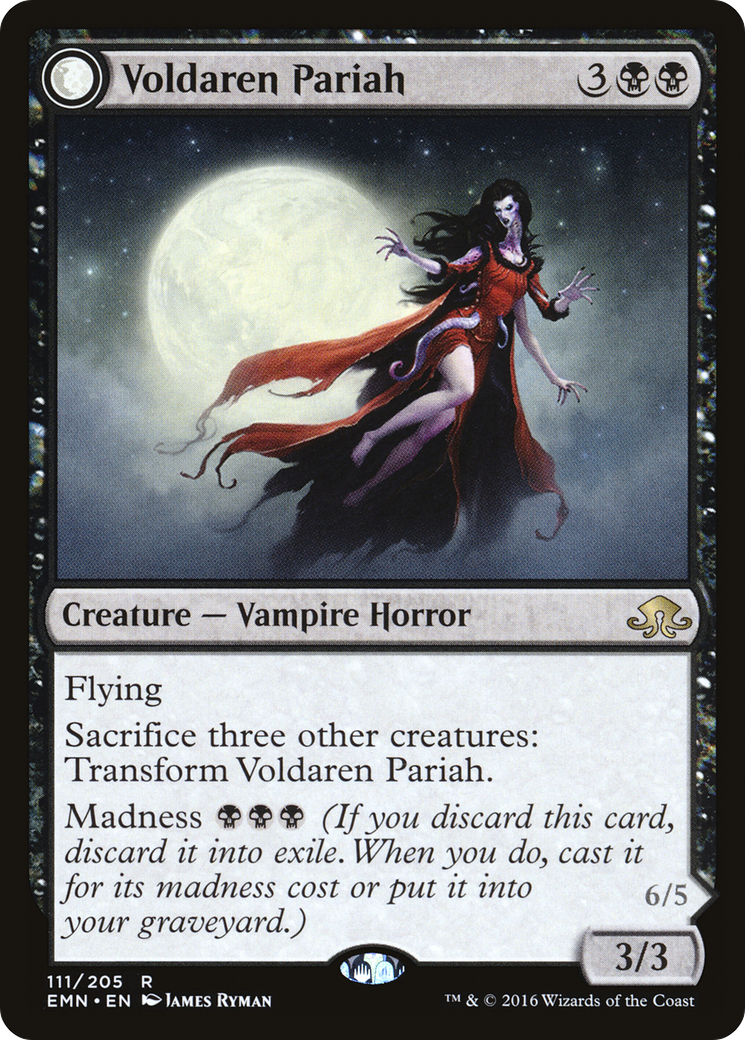 Voldaren Pariah 3
Creature — Vampire Horror
Flying
Sacrifice three other creatures:
Transform Voldaren Pariah.
Madness (If you discard this card,
discard it into exile. When you do, cast it
for its madness cost or put it into
your graveyard.)
6/5
3/3
111/205 R
EMN • EN James Ryman
™ & © 2016 Wizards of the Coast